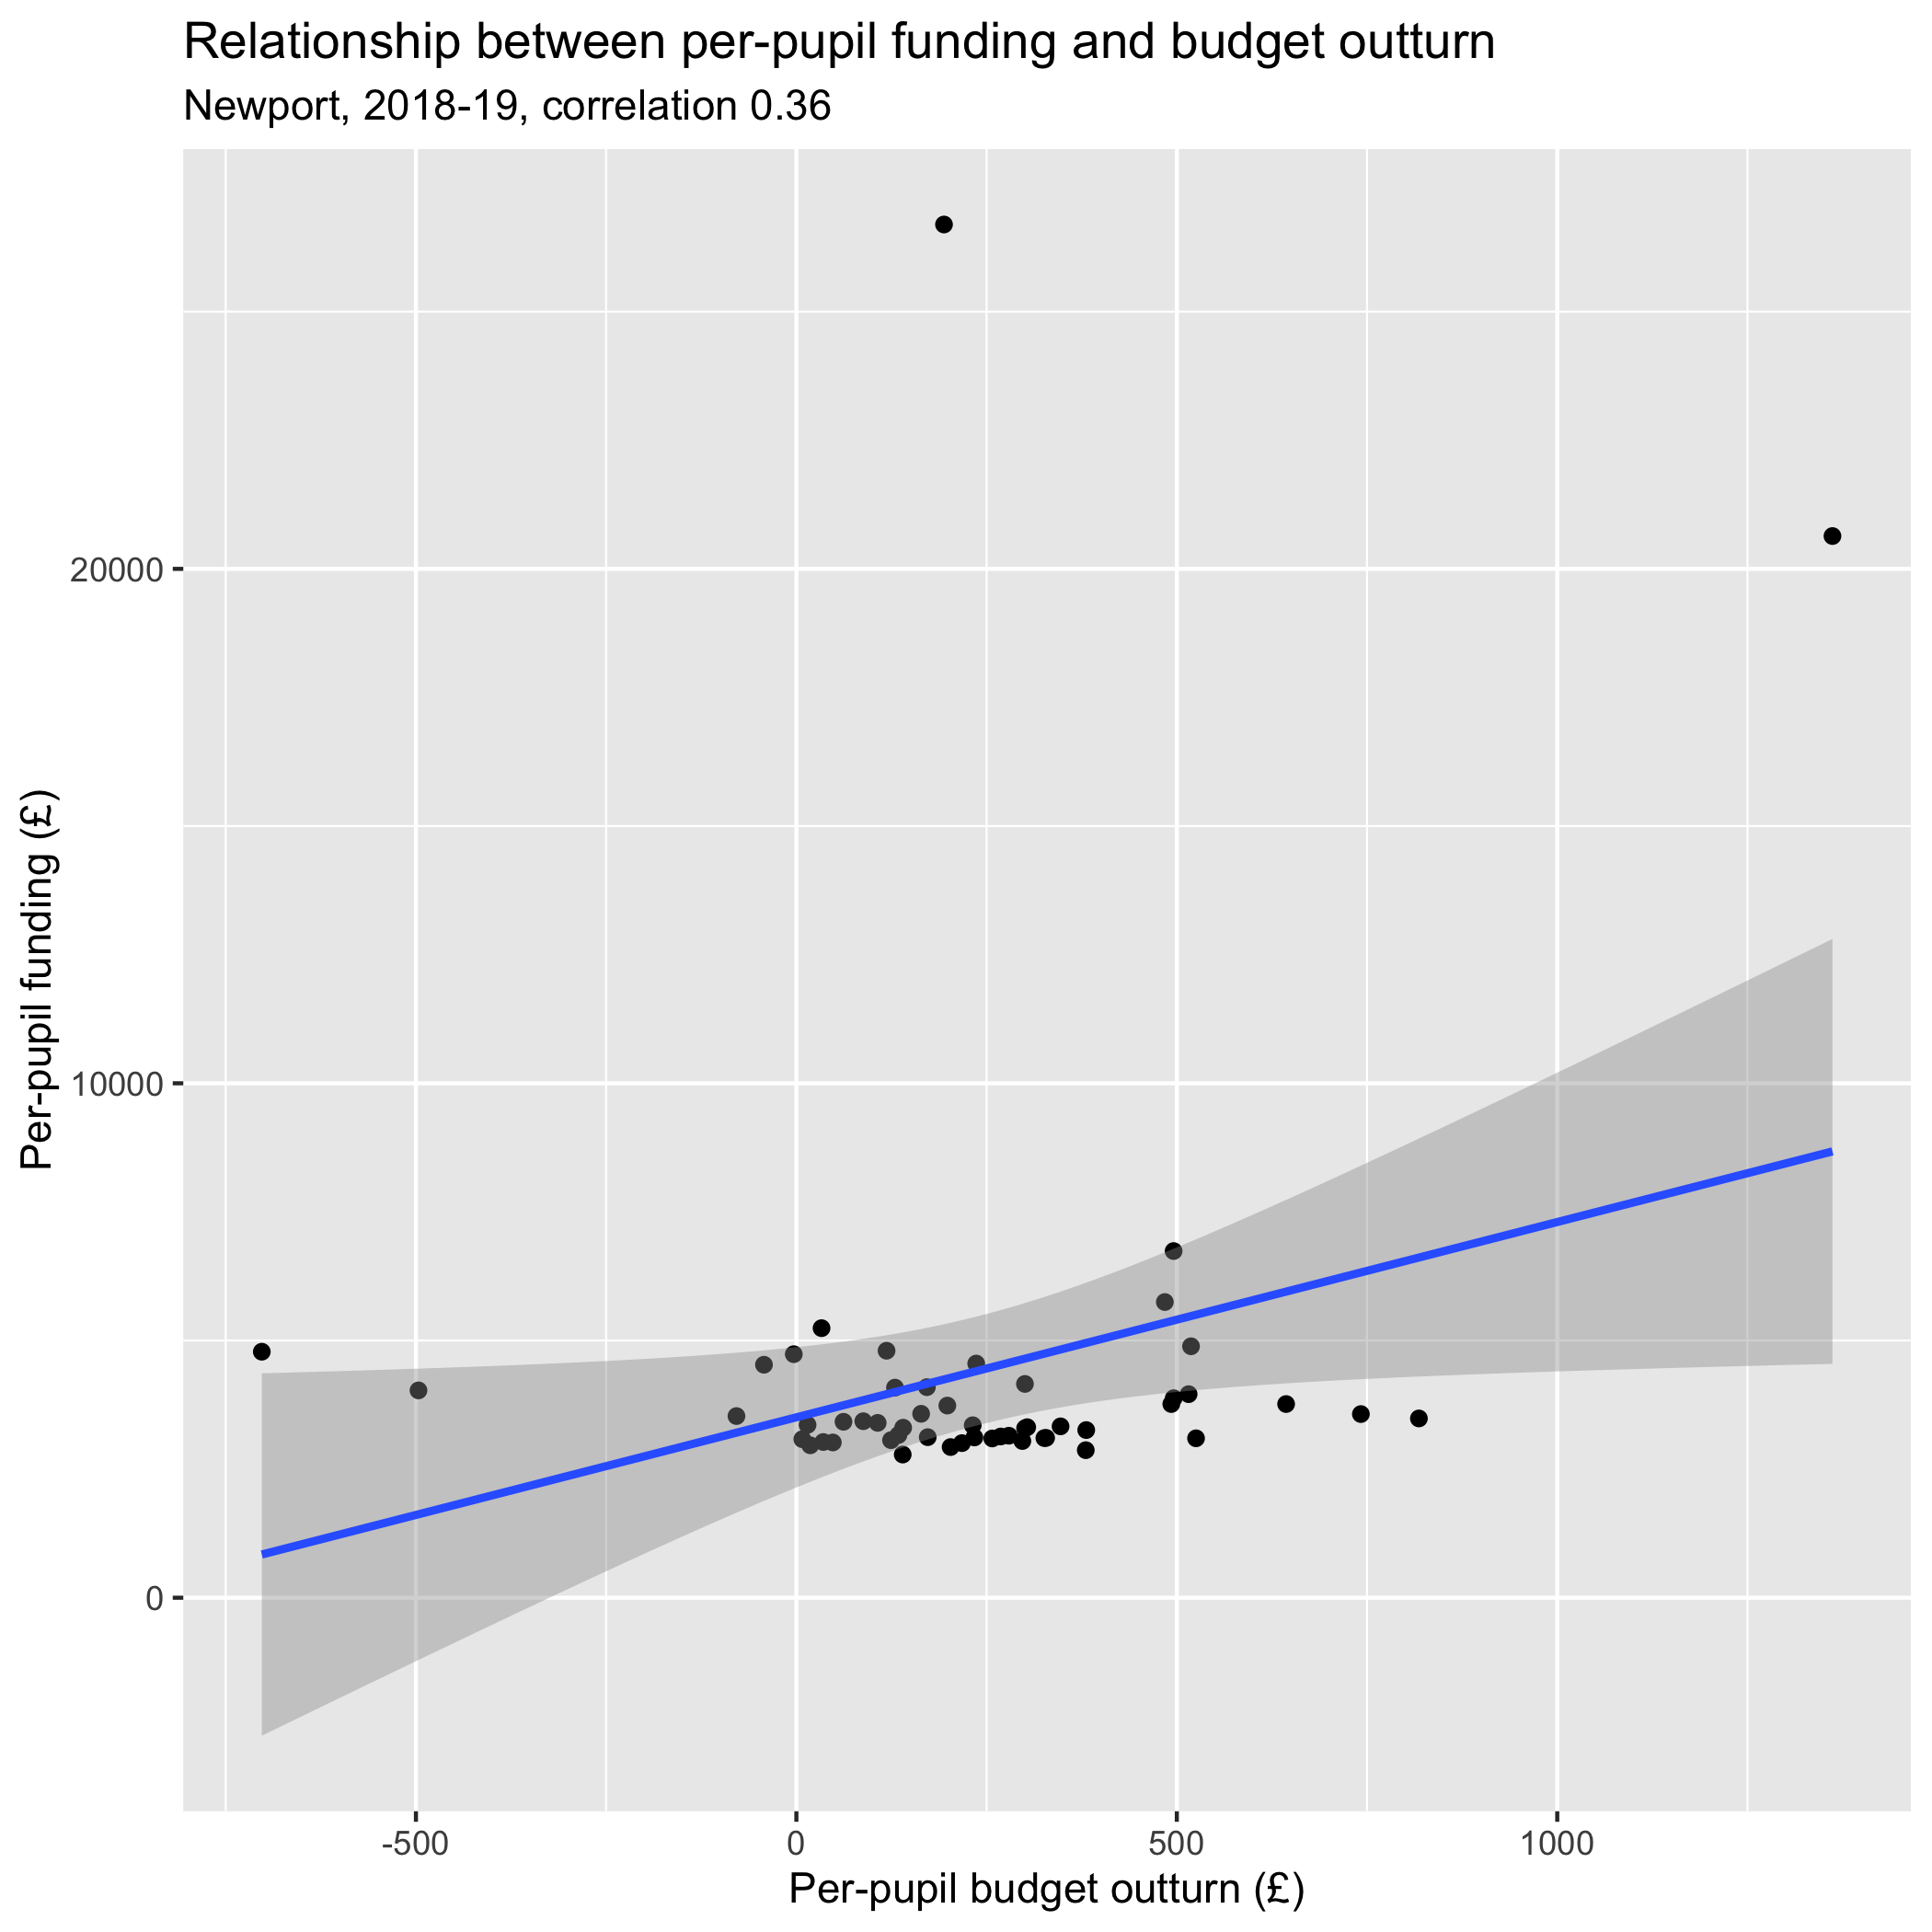 Relationship between per-pupil funding and budget outturn
Newport, 2018-19, correlation 0.36
Per-pupil funding (£)
20000
10000
0
-500
0
500
1000
Per-pupil budget outturn (£)